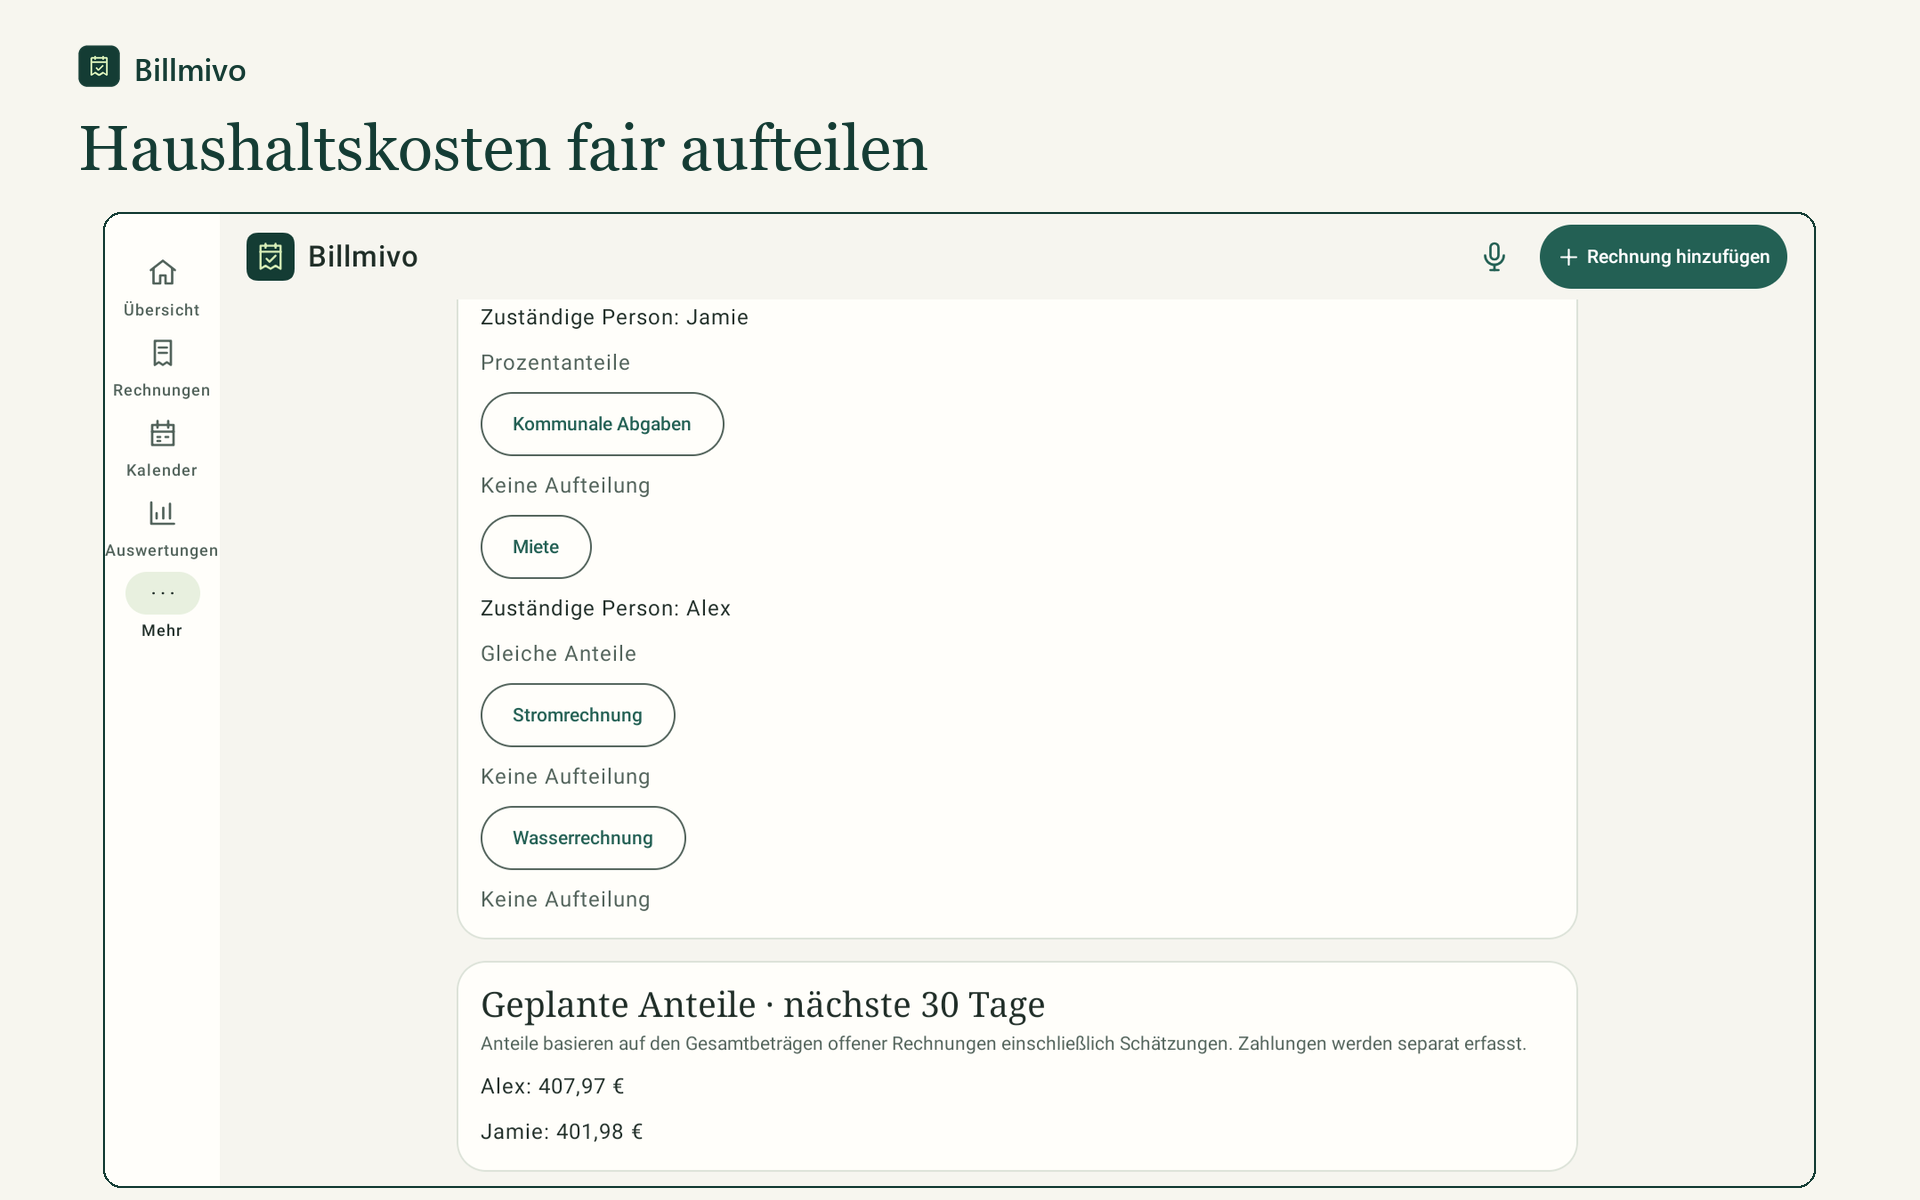 Billmivo
Haushaltskosten fair aufteilen
Billmivo
Rechnung hinzufügen
Übersicht
Rechnungen
Kalender
Auswertungen
Mehr
Zuständige Person: Jamie
Prozentanteile
Kommunale Abgaben
Keine Aufteilung
Miete
Zuständige Person: Alex
Gleiche Anteile
Stromrechnung
Keine Aufteilung
Wasserrechnung
Keine Aufteilung
Geplante Anteile · nächste 30 Tage
Anteile basieren auf den Gesamtbeträgen offener Rechnungen einschließlich Schätzungen. Zahlungen werden separat erfasst.
Alex: 407,97 €
Jamie: 401,98 €